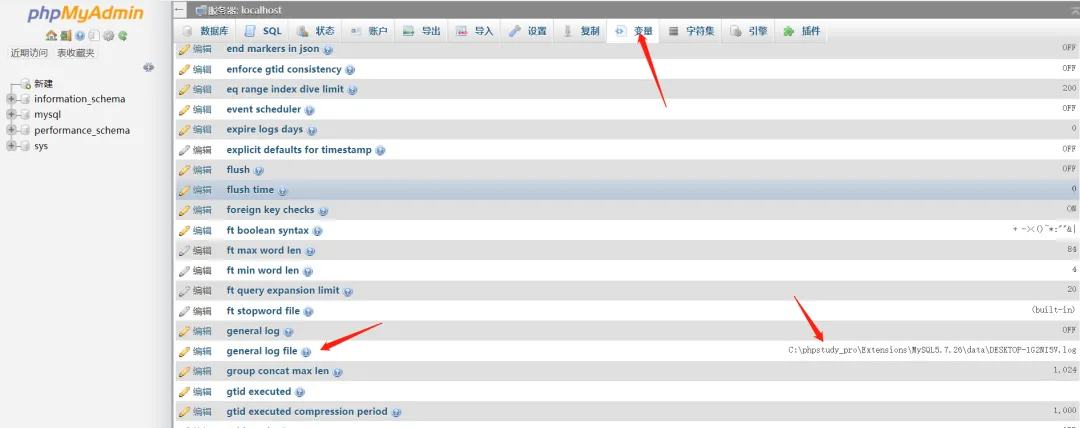 phpMyAdmin
近期访问 表收藏夹
新建
information_schema
mysql
performance_schema
sys
服务器: localhost
数据库 SQL 状态 账户 导出 导入 设置 复制 变量 字符集 引擎 插件
编辑 end markers in json OFF
编辑 enforce gtid consistency OFF
编辑 eq range index dive limit 200
编辑 event scheduler OFF
编辑 expire logs days 0
编辑 explicit defaults for timestamp OFF
编辑 flush OFF
编辑 flush time 0
编辑 foreign key checks ON
编辑 ft boolean syntax + -><()~*:""&|
编辑 ft max word len 84
编辑 ft min word len 4
编辑 ft query expansion limit 20
编辑 ft stopword file (built-in)
编辑 general log OFF
编辑 general log file C:\phpstudy_pro\Extensions\MySQL5.7.26\data\DESKTOP-1G2NI5V.log
编辑 group concat max len 1,024
编辑 gtid executed
编辑 gtid executed compression period 1,000